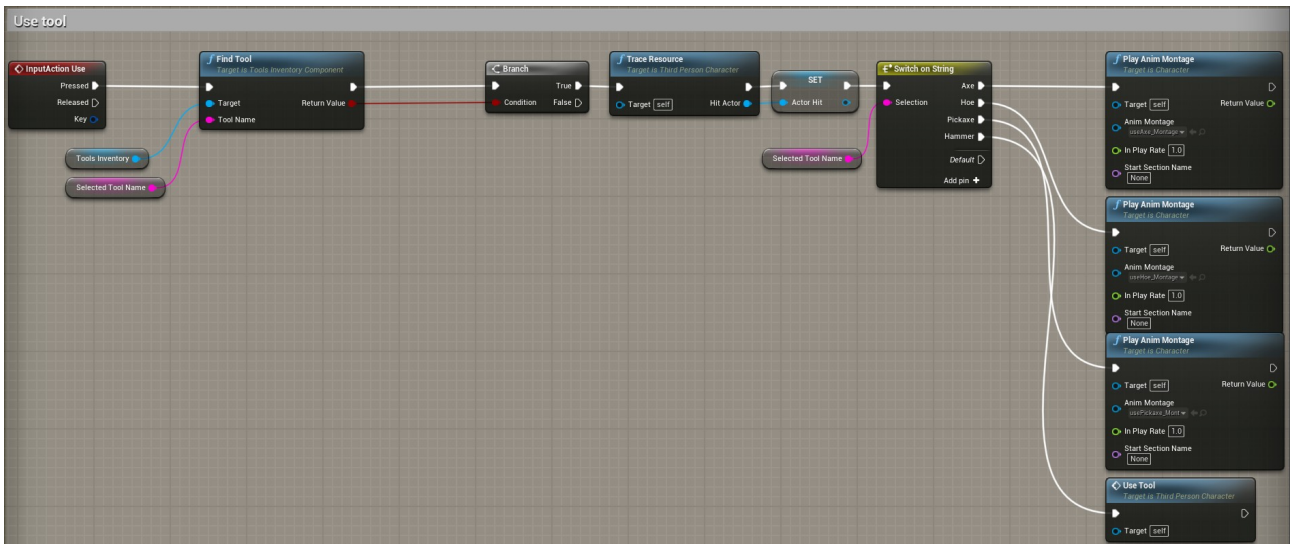 Use tool
InputAction Use
Pressed
Released
Key
Tools Inventory
Selected Tool Name
Find Tool
Target is Tools Inventory Component
Target
Return Value
Tool Name
Branch
True
Condition
False
Trace Resource
Target is Third Person Character
Target self
Hit Actor
SET
Actor Hit
Selected Tool Name
Switch on String
Axe
Selection
Hoe
Pickaxe
Hammer
Default
Add pin
Play Anim Montage
Target is Character
Target self
Return Value
Anim Montage
useAxe_Montage
In Play Rate 1.0
Start Section Name
None
Play Anim Montage
Target is Character
Target self
Return Value
Anim Montage
useHoe_Montage
In Play Rate 1.0
Start Section Name
None
Play Anim Montage
Target is Character
Target self
Return Value
Anim Montage
usePickaxe_Mont
In Play Rate 1.0
Start Section Name
None
Use Tool
Target is Third Person Character
Target self